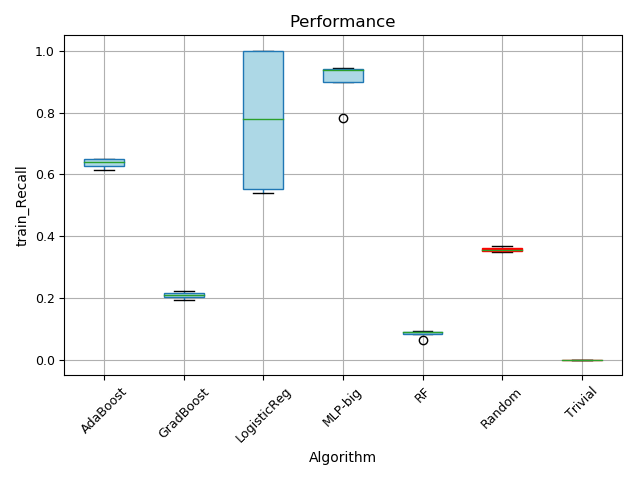 Performance
train_Recall
1.0
0.8
0.6
0.4
0.2
0.0
AdaBoost
GradBoost
LogisticReg
MLP-big
RF
Random
Trivial
Algorithm